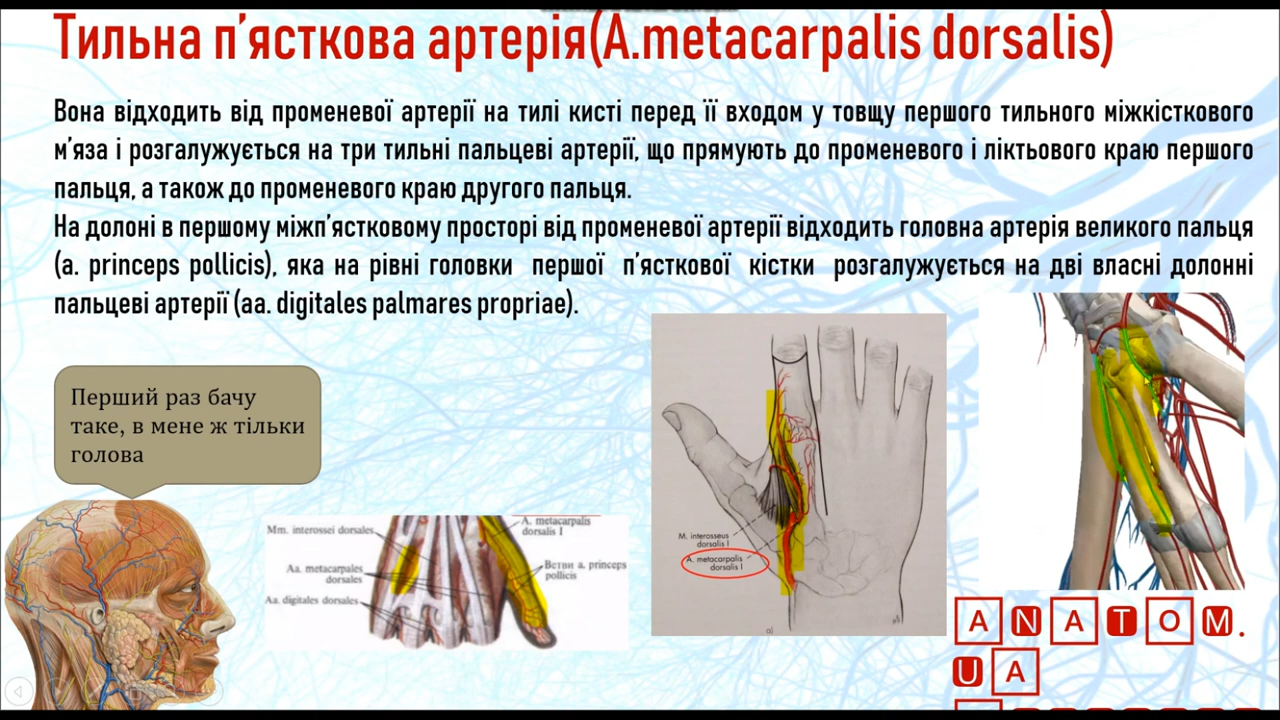 Тильна п’ясткова артерія(A.metacarpalis dorsalis)
Вона відходить від променевої артерії на тилі кисті перед її входом у товщу першого тильного міжкісткового
м’яза і розгалужується на три тильні пальцеві артерії, що прямують до променевого і ліктьового краю першого
пальця, а також до променевого краю другого пальця.
На долоні в першому міжп’ястковому просторі від променевої артерії відходить головна артерія великого пальця
(a. princeps pollicis), яка на рівні головки першої п’ясткової кістки розгалужується на дві власні долонні
пальцеві артерії (aa. digitales palmares propriae).
Перший раз бачу
таке, в мене ж тільки
голова
Mm. interossei dorsales
Aa. metacarpales
dorsales
Aa. digitales dorsales
A. metacarpalis
dorsalis I
Ветви a. princeps
pollicis
M. interosseus
dorsalis I
A. metacarpalis
dorsalis I
a)
ANATOM.
UA